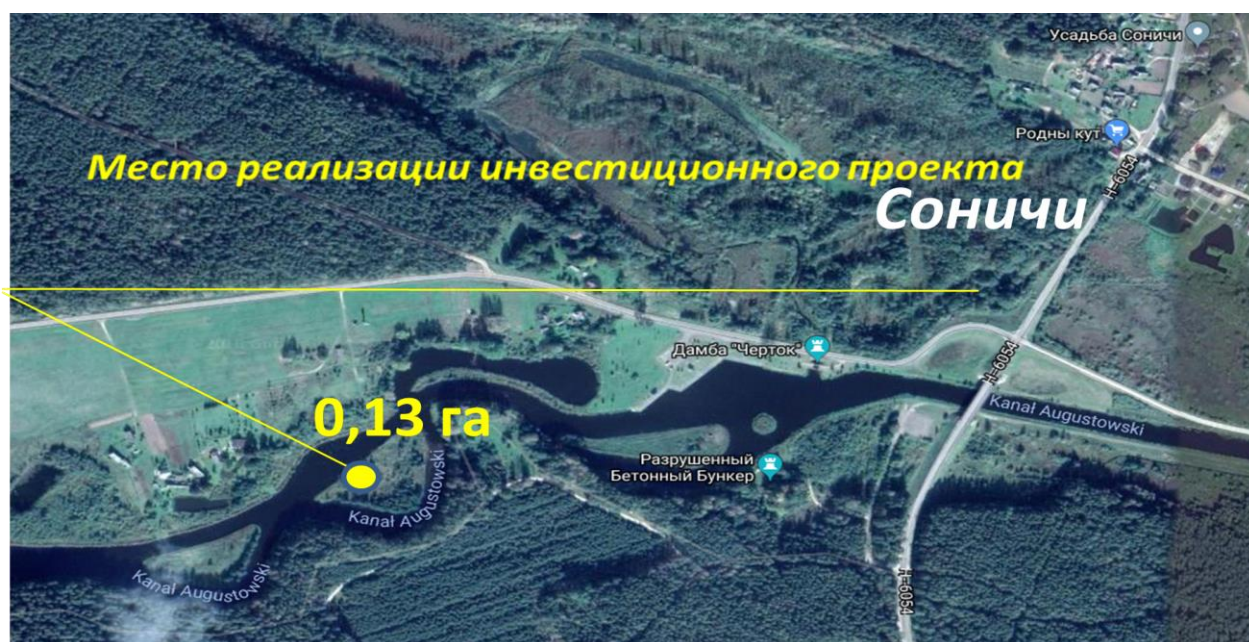 Усадьба Соничи
Родны кут
Н=6054
Место реализации инвестиционного проекта
Соничи
Дамба "Черток"
Н=6054
Kanał Augustowski
0,13 га
Разрушенный
Бетонный Бункер
Kanał Augustowski
Kanał Augustowski
Н=6054